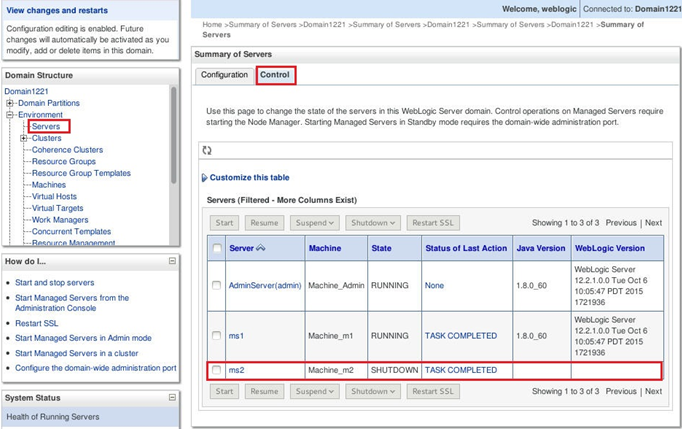 View changes and restarts
Configuration editing is enabled. Future
changes will automatically be activated as you
modify, add or delete items in this domain.
Domain Structure
Domain1221
Domain Partitions
Environment
Servers
Clusters
Coherence Clusters
Resource Groups
Resource Group Templates
Machines
Virtual Hosts
Virtual Targets
Work Managers
Concurrent Templates
Resource Management
How do I...
Start and stop servers
Start Managed Servers from the
Administration Console
Restart SSL
Start Managed Servers in Admin mode
Start Managed Servers in a cluster
Configure the domain-wide administration port
System Status
Health of Running Servers
Welcome, weblogic Connected to: Domain1221
Home >Summary of Servers >Domain1221 >Summary of Servers >Domain1221 >Summary of Servers >Domain1221 >Summary of
Servers
Summary of Servers
Configuration Control
Use this page to change the state of the servers in this WebLogic Server domain. Control operations on Managed Servers require
starting the Node Manager. Starting Managed Servers in Standby mode requires the domain-wide administration port.
Customize this table
Servers (Filtered - More Columns Exist)
Start Resume Suspend Shutdown Restart SSL Showing 1 to 3 of 3 Previous | Next
Server Machine State Status of Last Action Java Version WebLogic Version
AdminServer(admin) Machine_Admin RUNNING None 1.8.0_60 WebLogic Server
12.2.1.0.0 Tue Oct 6
10:05:47 PDT 2015
1721936
ms1 Machine_m1 RUNNING TASK COMPLETED 1.8.0_60 WebLogic Server
12.2.1.0.0 Tue Oct 6
10:05:47 PDT 2015
1721936
ms2 Machine_m2 SHUTDOWN TASK COMPLETED
Start Resume Suspend Shutdown Restart SSL Showing 1 to 3 of 3 Previous | Next